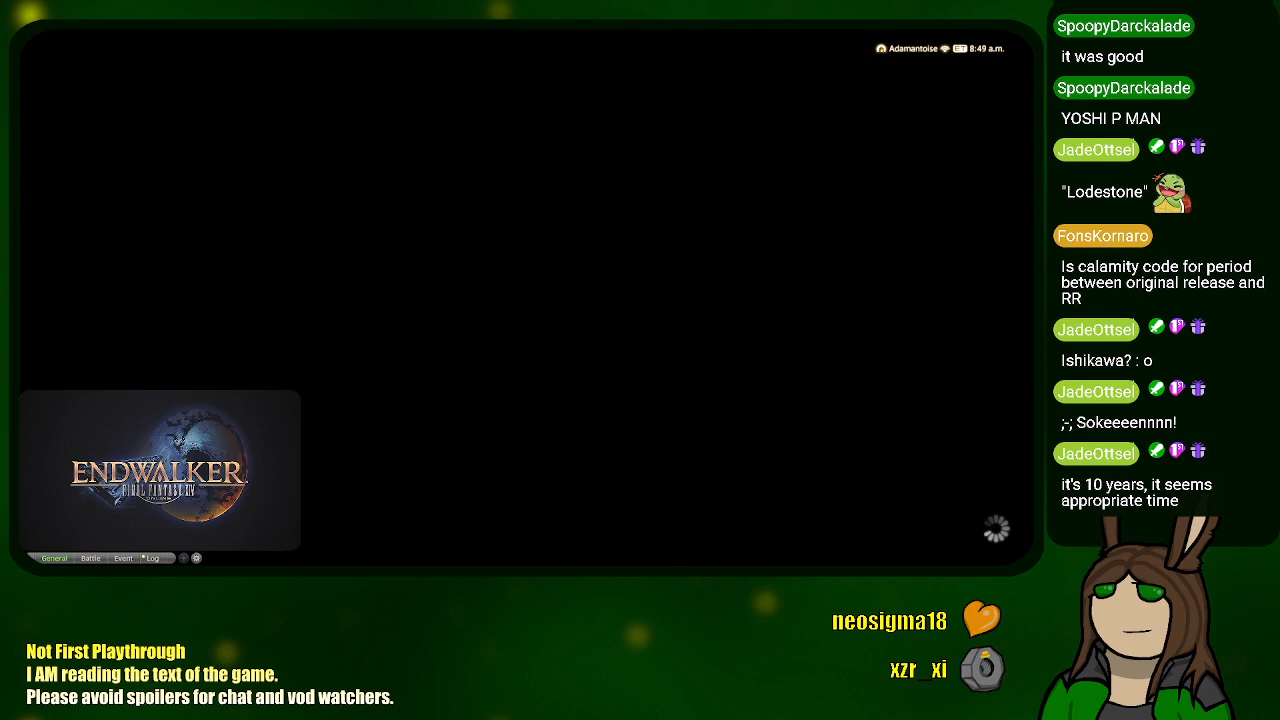 Adamantoise ET 8:49 a.m.
ENDWALKER
FINAL FANTASY XIV
ONLINE
General Battle Event Log
SpoopyDarckalade
it was good
SpoopyDarckalade
YOSHI P MAN
JadeOttsel
"Lodestone"
FonsKornaro
Is calamity code for period
between original release and
RR
JadeOttsel
Ishikawa? : o
JadeOttsel
;-; Sokeeeennnn!
JadeOttsel
it's 10 years, it seems
appropriate time
neosigma18
xzr_xi
Not First Playthrough
I AM reading the text of the game.
Please avoid spoilers for chat and vod watchers.